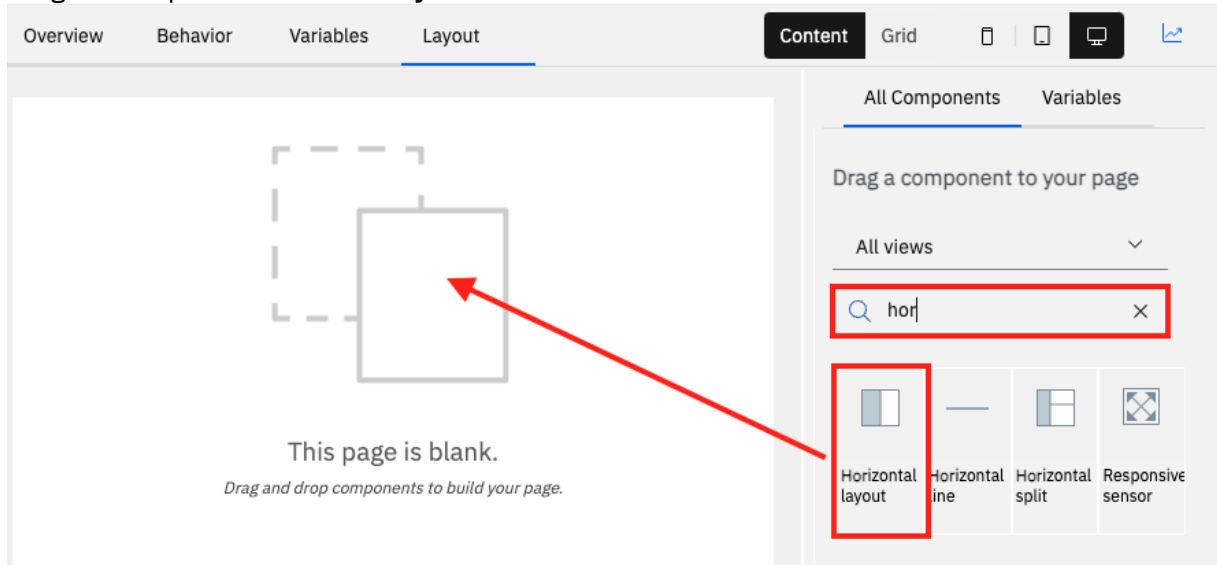 Overview Behavior Variables Layout Content Grid
All Components Variables
Drag a component to your page
All views
hor
This page is blank.
Drag and drop components to build your page.
Horizontal Horizontal Horizontal Responsive
layout line split sensor